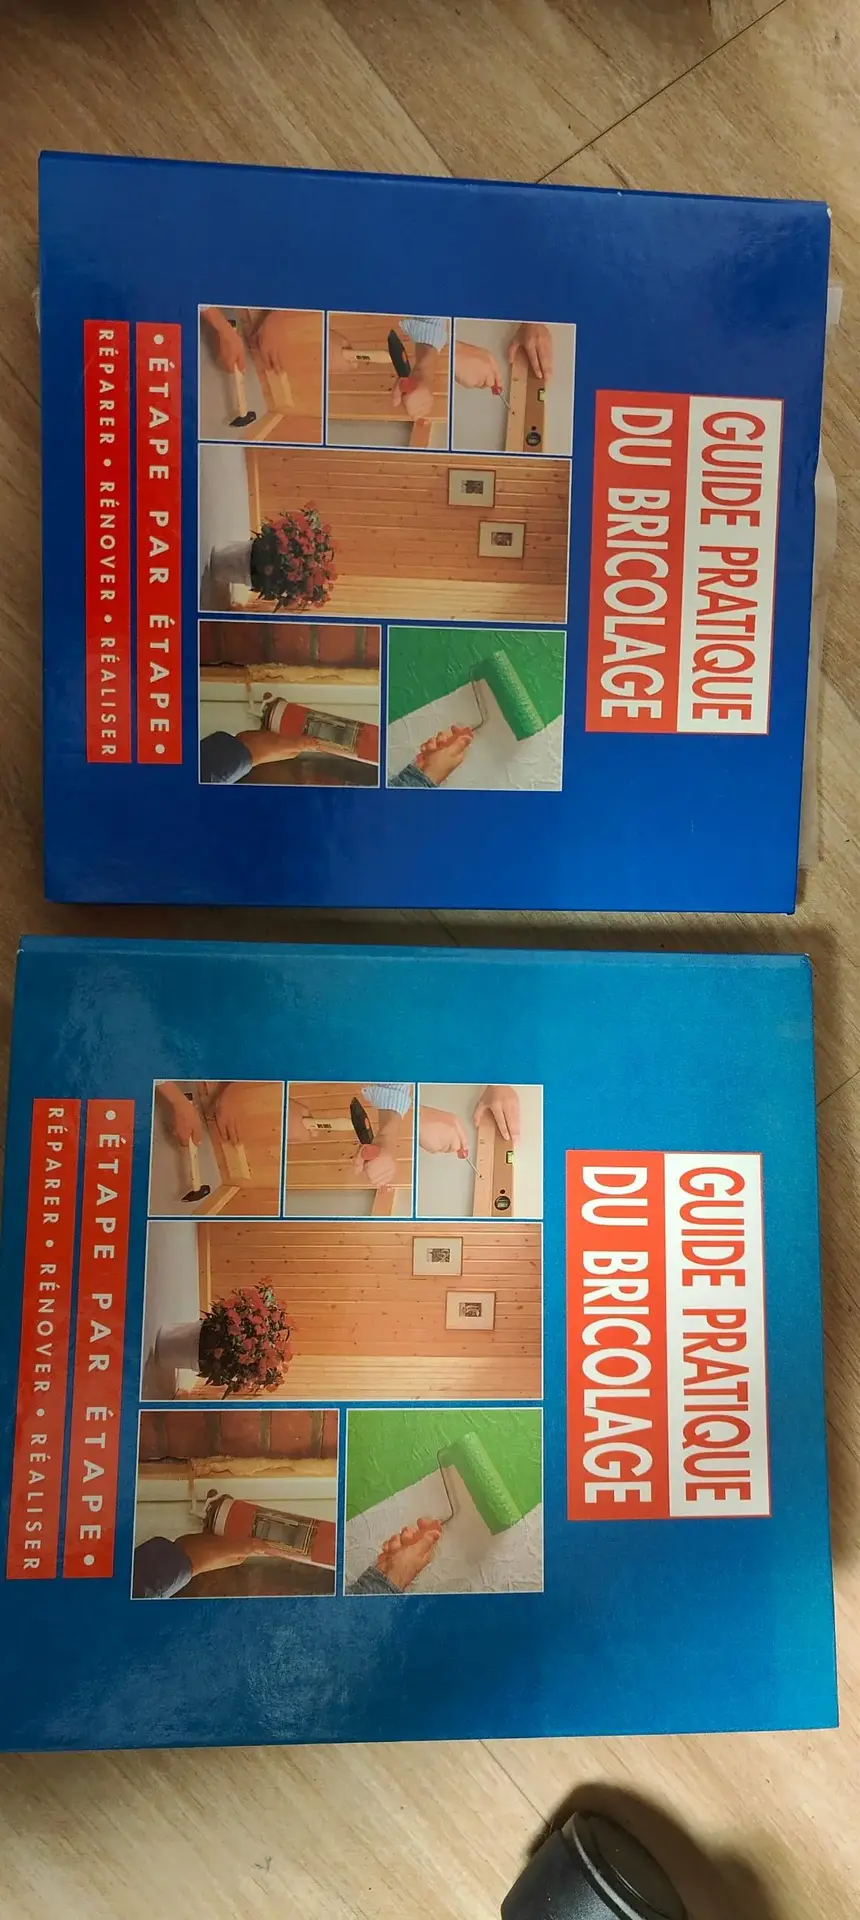 GUIDE PRATIQUE
DU BRICOLAGE
• ÉTAPE PAR ÉTAPE •
RÉPARER • RÉNOVER • RÉALISER
GUIDE PRATIQUE
DU BRICOLAGE
• ÉTAPE PAR ÉTAPE •
RÉPARER • RÉNOVER • RÉALISER